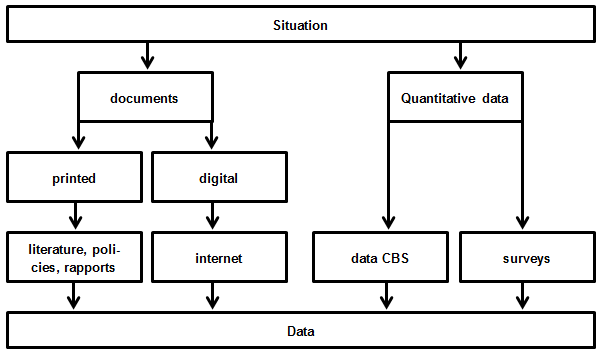 Situation
documents
Quantitative data
printed
digital
literature, poli-
cies, rapports
internet
data CBS
surveys
Data